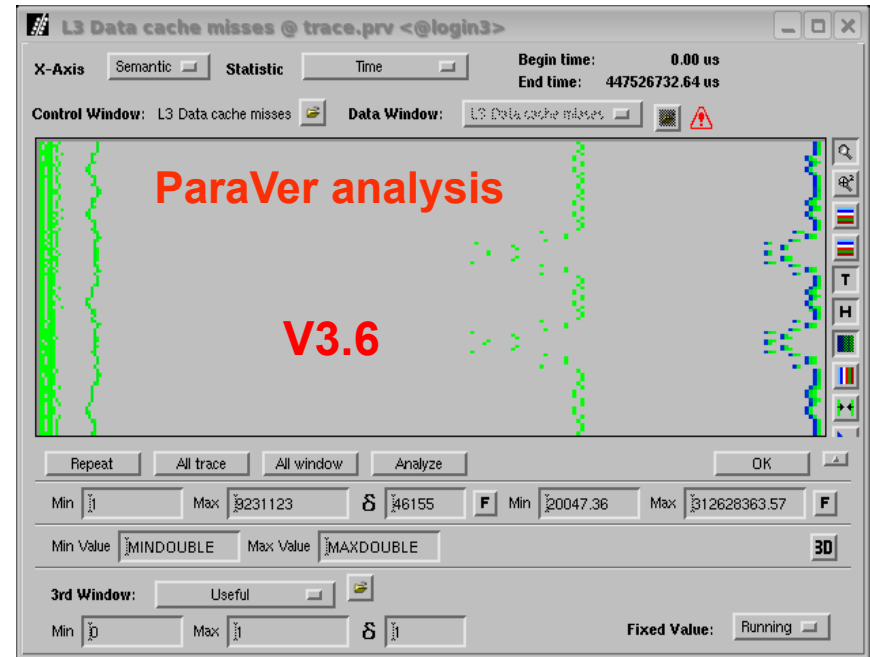 L3 Data cache misses @ trace.prv <@login3>
X-Axis Semantic Statistic Time Begin time: 0.00 us
End time: 447526732.64 us
Control Window: L3 Data cache misses Data Window: L3 Data cache misses
ParaVer analysis
V3.6
T
H
Repeat All trace All window Analyze OK
Min 1 Max 9231123 δ 46155 F Min 20047.36 Max 312628363.57 F
Min Value MINDOUBLE Max Value MAXDOUBLE 3D
3rd Window: Useful
Min 0 Max 1 δ 1 Fixed Value: Running